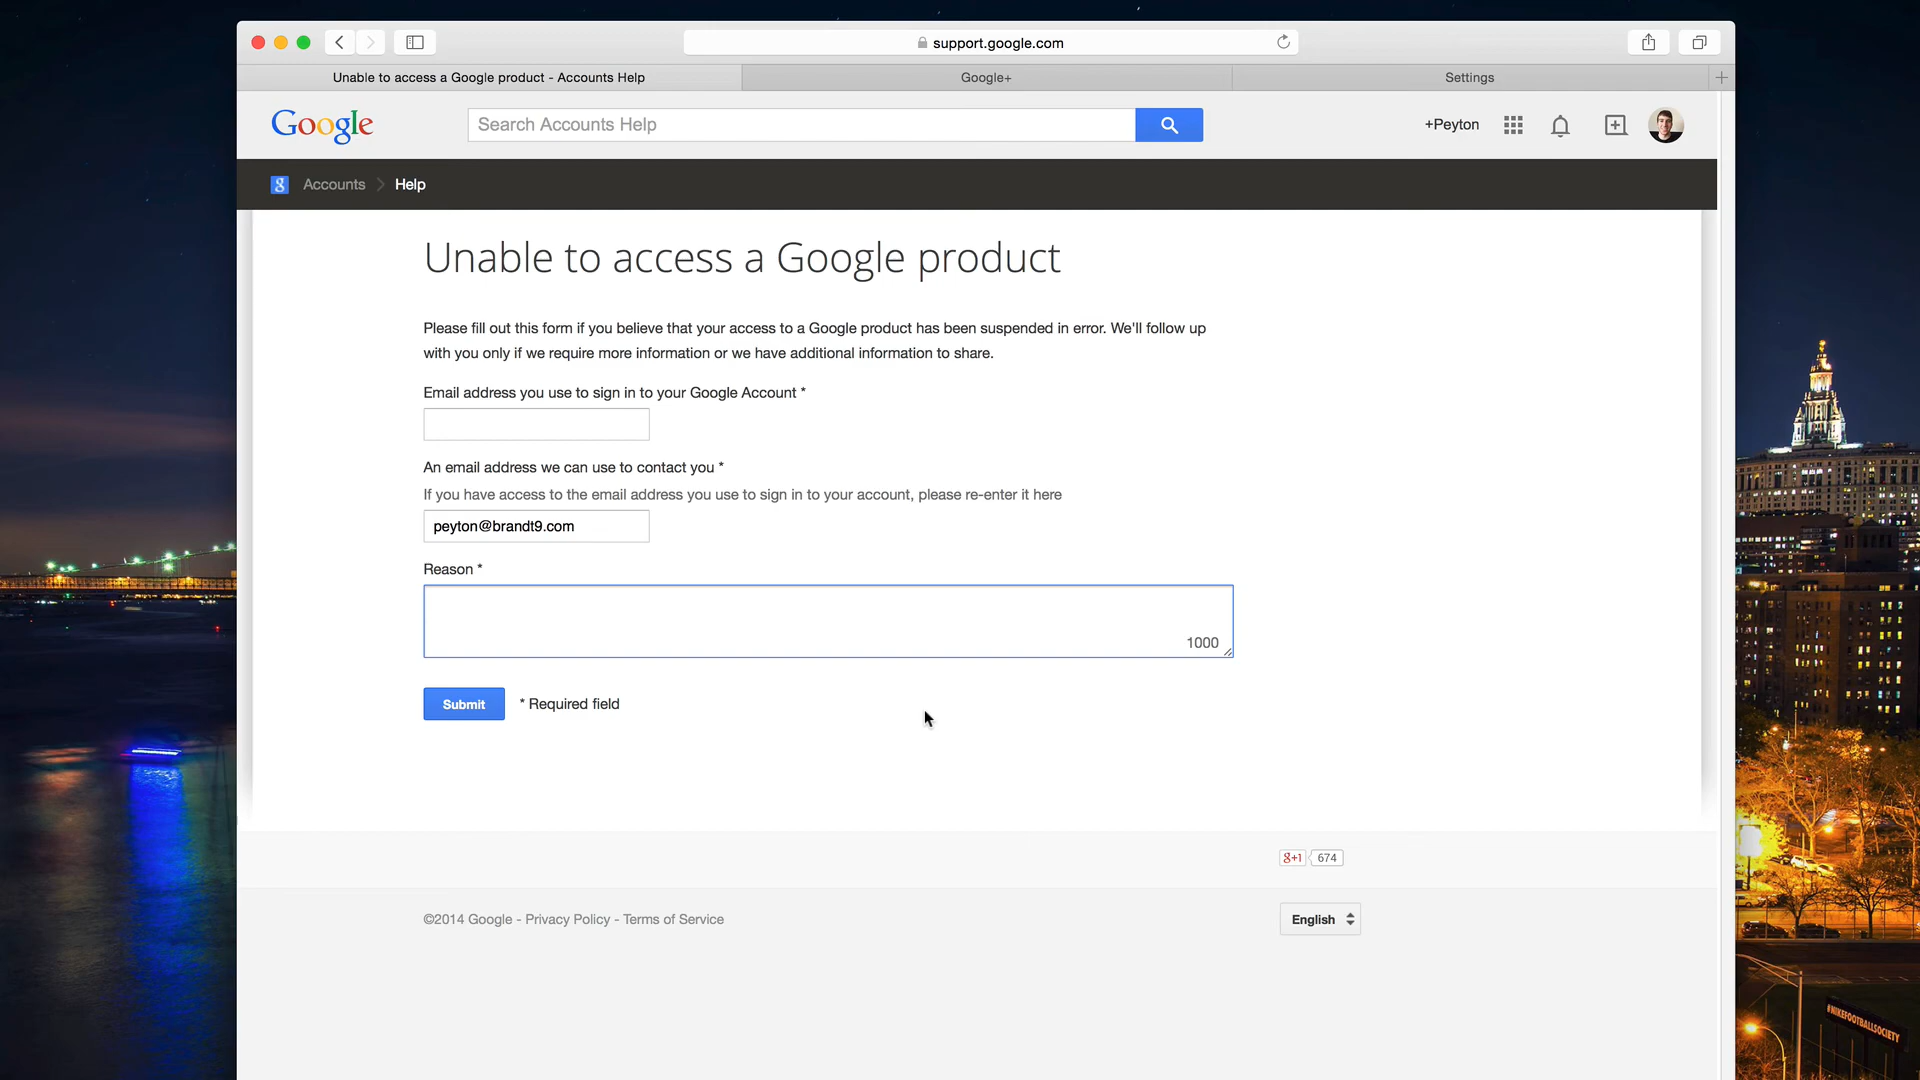 support.google.com
Unable to access a Google product - Accounts Help
Google+
Settings
Google
Search Accounts Help
+Peyton
g
Accounts
Help
Unable to access a Google product
Please fill out this form if you believe that your access to a Google product has been suspended in error. We'll follow up
with you only if we require more information or we have additional information to share.
Email address you use to sign in to your Google Account *
An email address we can use to contact you *
If you have access to the email address you use to sign in to your account, please re-enter it here
peyton@brandt9.com
Reason *
1000
Submit
* Required field
g+1
674
©2014 Google - Privacy Policy - Terms of Service
English
#NIKEFOOTBALLSOCIETY